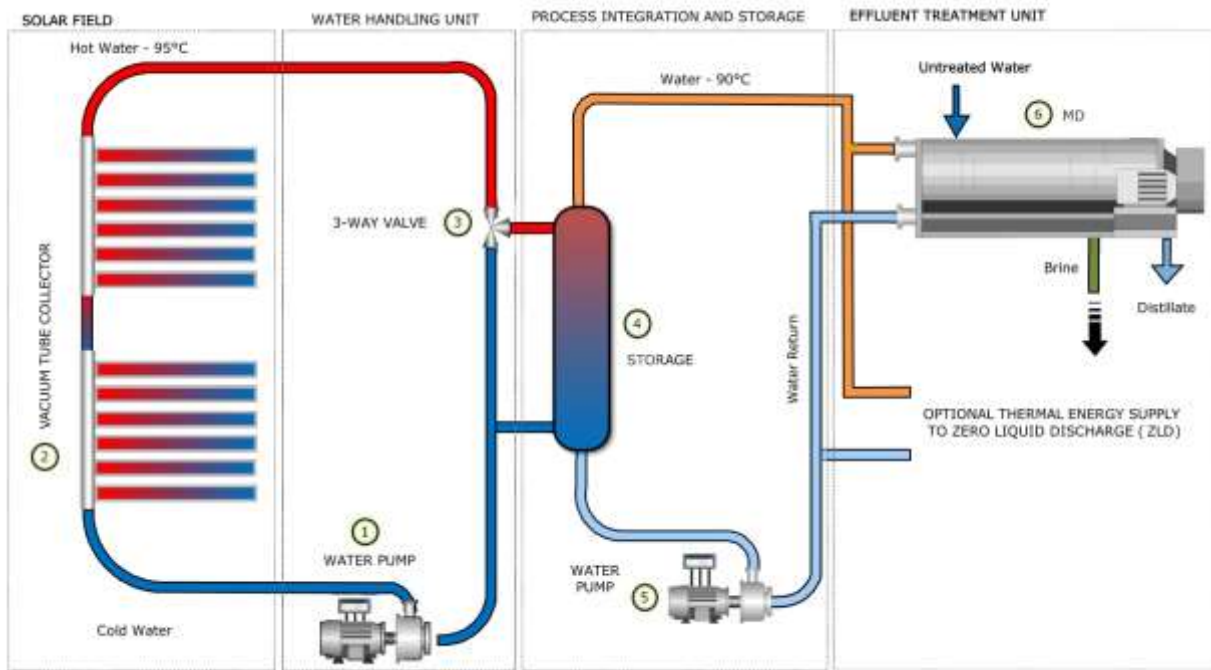 SOLAR FIELD
WATER HANDLING UNIT
PROCESS INTEGRATION AND STORAGE
EFFLUENT TREATMENT UNIT
Hot Water - 95°C
Water - 90°C
Untreated Water
6 MD
3-WAY VALVE 3
VACUUM TUBE COLLECTOR
2
4
STORAGE
Water Return
Brine
Distillate
OPTIONAL THERMAL ENERGY SUPPLY
TO ZERO LIQUID DISCHARGE (ZLD)
1
WATER PUMP
WATER
PUMP
5
Cold Water